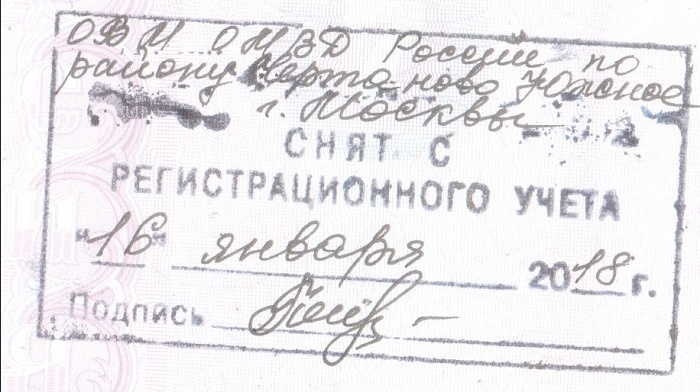 ОВМ ОМВД России по
району Чертаново Южное
г. Москвы
СНЯТ С
РЕГИСТРАЦИОННОГО УЧЕТА
"16" января 2018 г.
Подпись